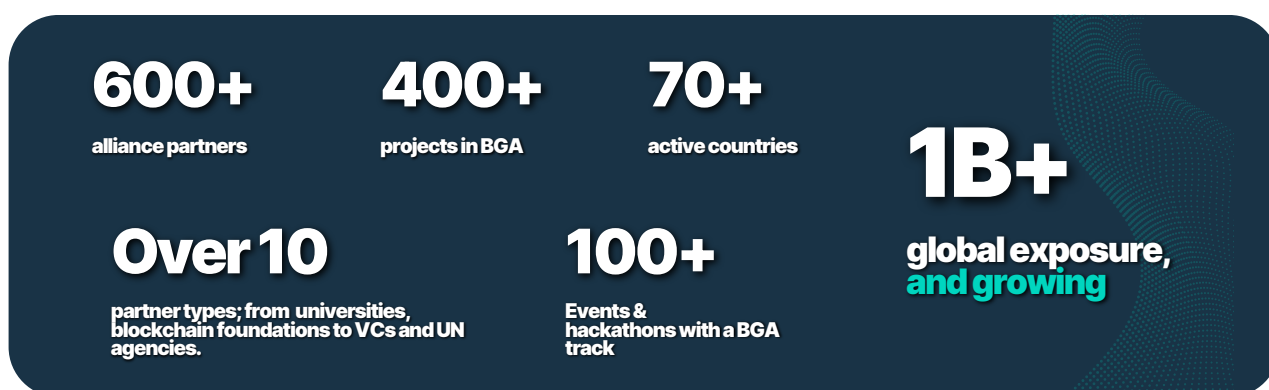 600+
400+
70+
alliance partners
projects in BGA
active countries
1B+
global exposure,
and growing
Over 10
100+
partner types; from universities,
blockchain foundations to VCs and UN
agencies.
Events &
hackathons with a BGA
track